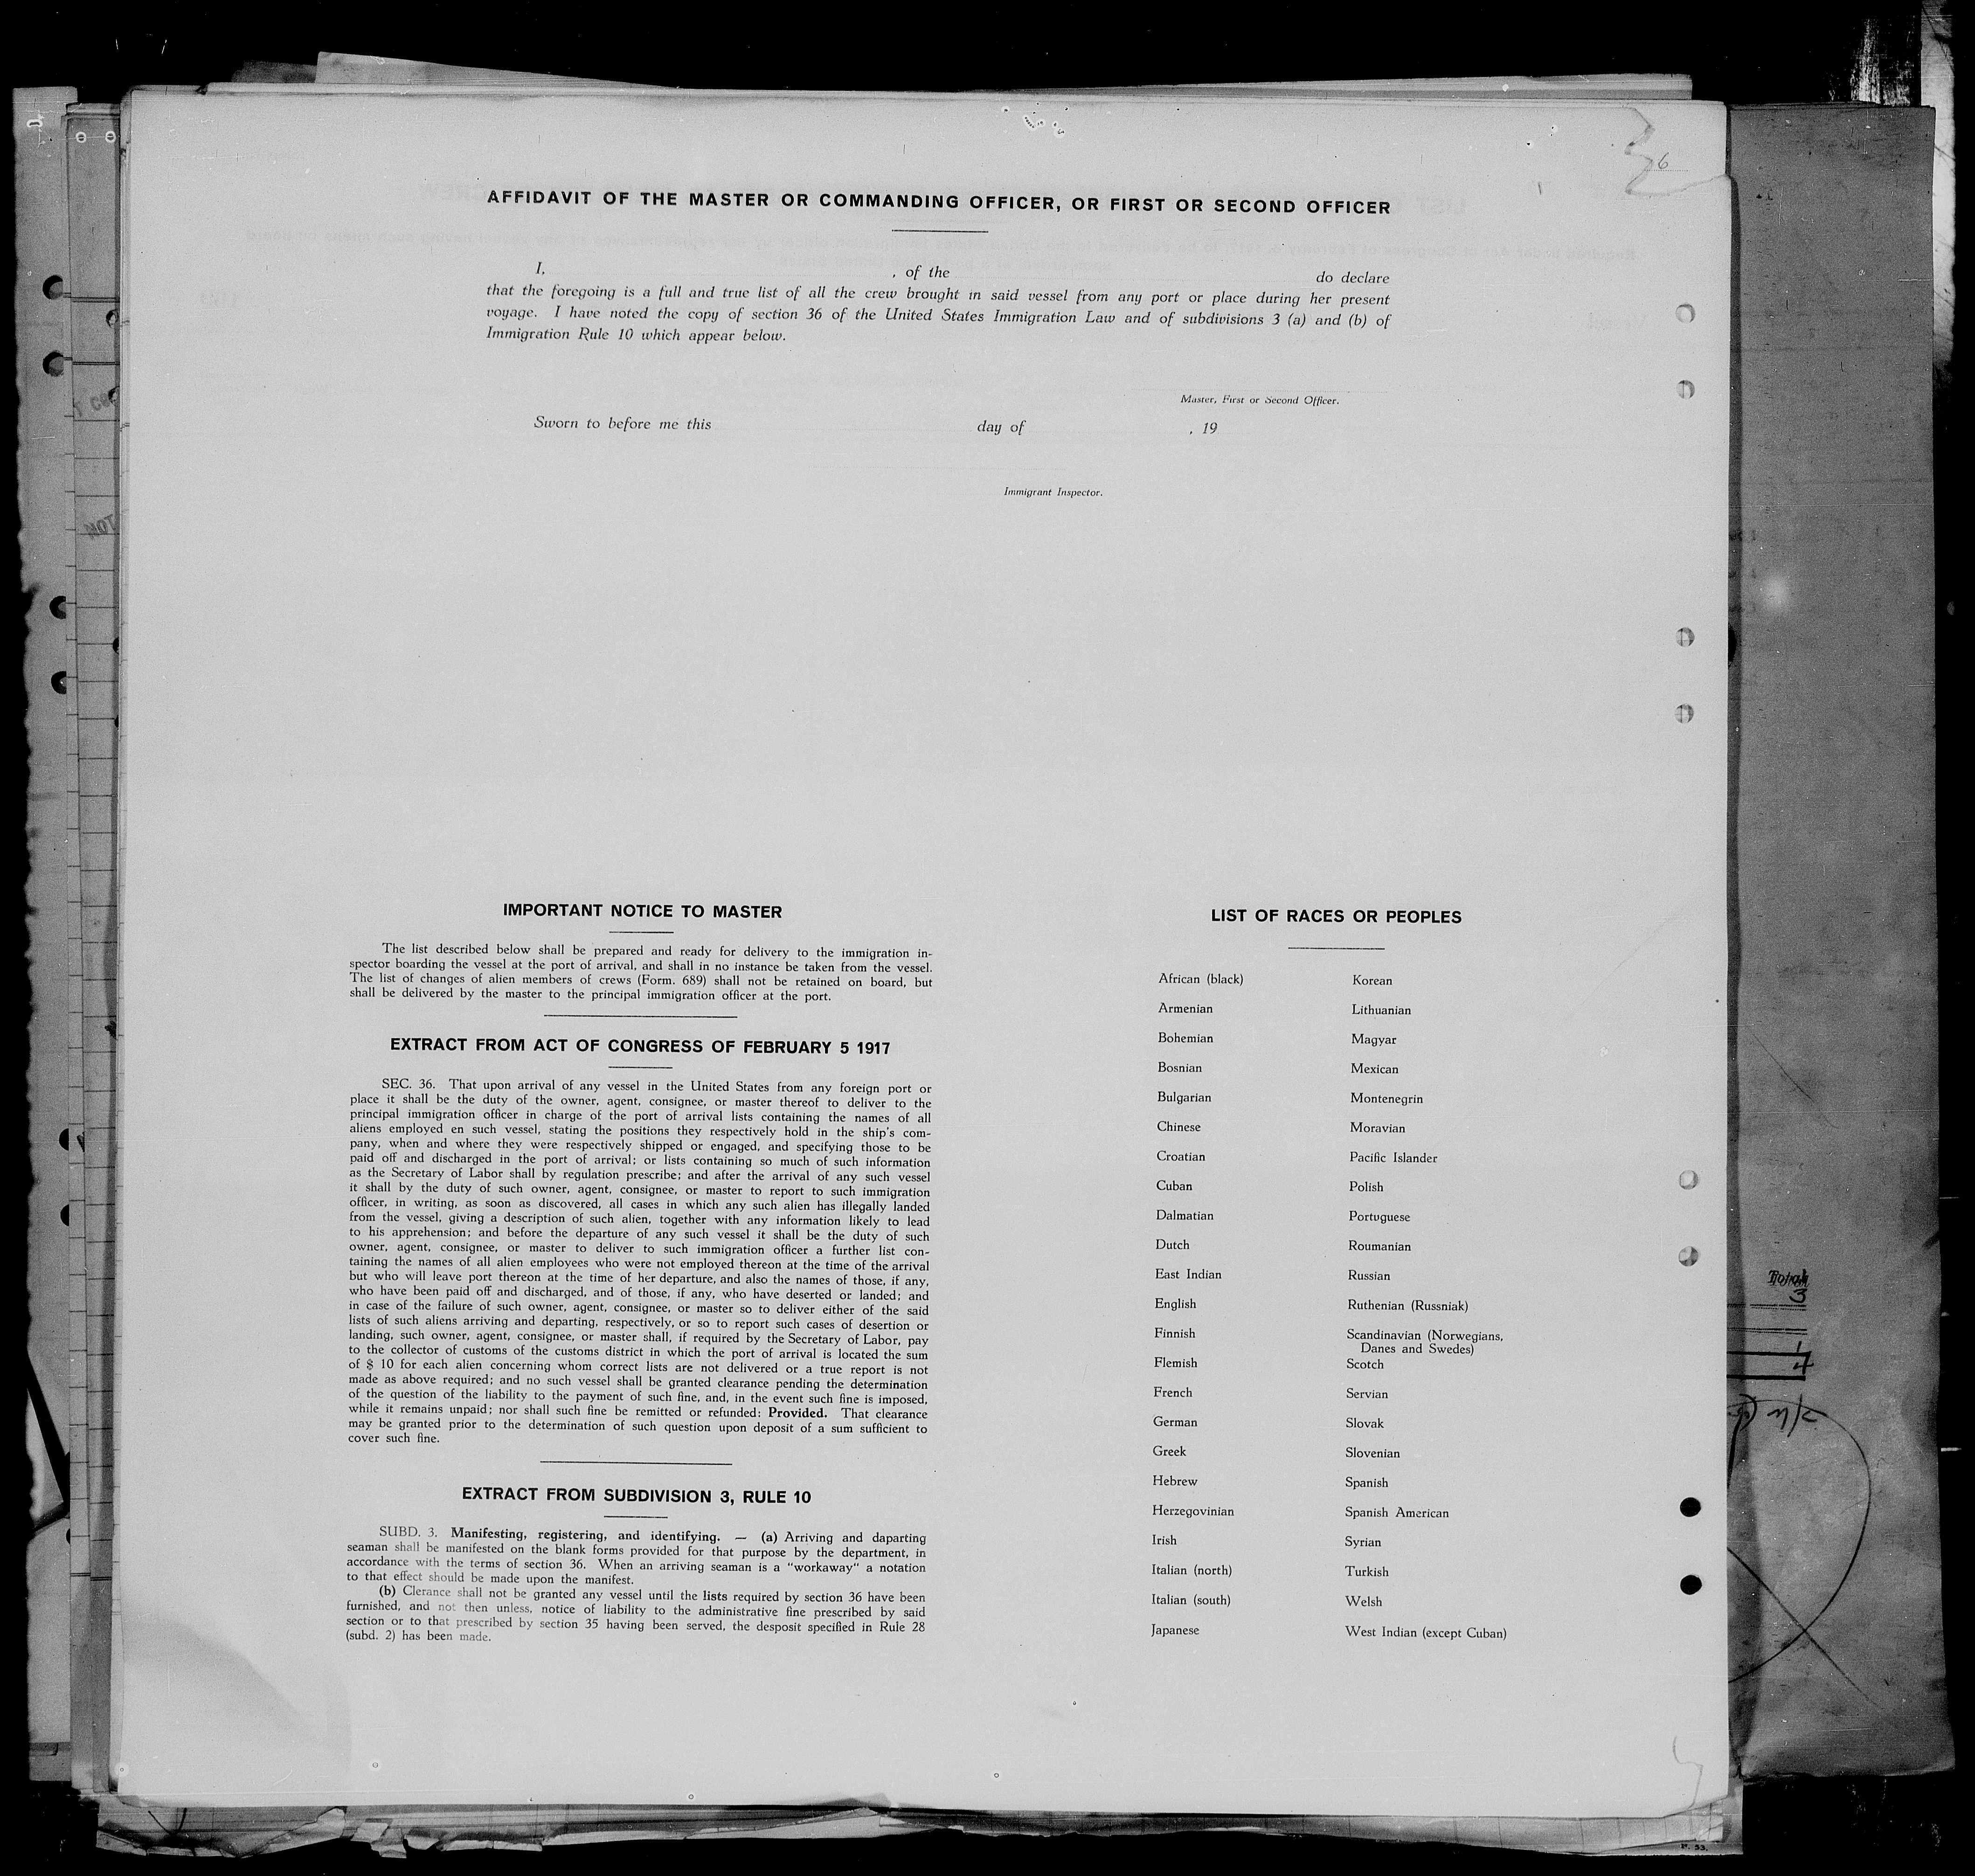 6
AFFIDAVIT OF THE MASTER OR COMMANDING OFFICER, OR FIRST OR SECOND OFFICER
I, , of the do declare
that the foregoing is a full and true list of all the crew brought in said vessel from any port or place during her present
voyage. I have noted the copy of section 36 of the United States Immigration Law and of subdivisions 3 (a) and (b) of
Immigration Rule 10 which appear below.
Master, First or Second Officer.
Sworn to before me this day of , 19
Immigrant Inspector.
IMPORTANT NOTICE TO MASTER
The list described below shall be prepared and ready for delivery to the immigration in-
spector boarding the vessel at the port of arrival, and shall in no instance be taken from the vessel.
The list of changes of alien members of crews (Form. 689) shall not be retained on board, but
shall be delivered by the master to the principal immigration officer at the port.
EXTRACT FROM ACT OF CONGRESS OF FEBRUARY 5 1917
SEC. 36. That upon arrival of any vessel in the United States from any foreign port or
place it shall be the duty of the owner, agent, consignee, or master thereof to deliver to the
principal immigration officer in charge of the port of arrival lists containing the names of all
aliens employed en such vessel, stating the positions they respectively hold in the ship's com-
pany, when and where they were respectively shipped or engaged, and specifying those to be
paid off and discharged in the port of arrival; or lists containing so much of such information
as the Secretary of Labor shall by regulation prescribe; and after the arrival of any such vessel
it shall by the duty of such owner, agent, consignee, or master to report to such immigration
officer, in writing, as soon as discovered, all cases in which any such alien has illegally landed
from the vessel, giving a description of such alien, together with any information likely to lead
to his apprehension; and before the departure of any such vessel it shall be the duty of such
owner, agent, consignee, or master to deliver to such immigration officer a further list con-
taining the names of all alien employees who were not employed thereon at the time of the arrival
but who will leave port thereon at the time of her departure, and also the names of those, if any,
who have been paid off and discharged, and of those, if any, who have deserted or landed; and
in case of the failure of such owner, agent, consignee, or master so to deliver either of the said
lists of such aliens arriving and departing, respectively, or so to report such cases of desertion or
landing, such owner, agent, consignee, or master shall, if required by the Secretary of Labor, pay
to the collector of customs of the customs district in which the port of arrival is located the sum
of $ 10 for each alien concerning whom correct lists are not delivered or a true report is not
made as above required; and no such vessel shall be granted clearance pending the determination
of the question of the liability to the payment of such fine, and, in the event such fine is imposed,
while it remains unpaid; nor shall such fine be remitted or refunded: Provided. That clearance
may be granted prior to the determination of such question upon deposit of a sum sufficient to
cover such fine.
EXTRACT FROM SUBDIVISION 3, RULE 10
SUBD. 3. Manifesting, registering, and identifying. — (a) Arriving and daparting
seaman shall be manifested on the blank forms provided for that purpose by the department, in
accordance with the terms of section 36. When an arriving seaman is a "workaway" a notation
to that effect should be made upon the manifest.
(b) Clerance shall not be granted any vessel until the lists required by section 36 have been
furnished, and not then unless, notice of liability to the administrative fine prescribed by said
section or to that prescribed by section 35 having been served, the desposit specified in Rule 28
(subd. 2) has been made.
LIST OF RACES OR PEOPLES
African (black)
Armenian
Bohemian
Bosnian
Bulgarian
Chinese
Croatian
Cuban
Dalmatian
Dutch
East Indian
English
Finnish
Flemish
French
German
Greek
Hebrew
Herzegovinian
Irish
Italian (north)
Italian (south)
Japanese
Korean
Lithuanian
Magyar
Mexican
Montenegrin
Moravian
Pacific Islander
Polish
Portuguese
Roumanian
Russian
Ruthenian (Russniak)
Scandinavian (Norwegians,
Danes and Swedes)
Scotch
Servian
Slovak
Slovenian
Spanish
Spanish American
Syrian
Turkish
Welsh
West Indian (except Cuban)
Total
3
1
4